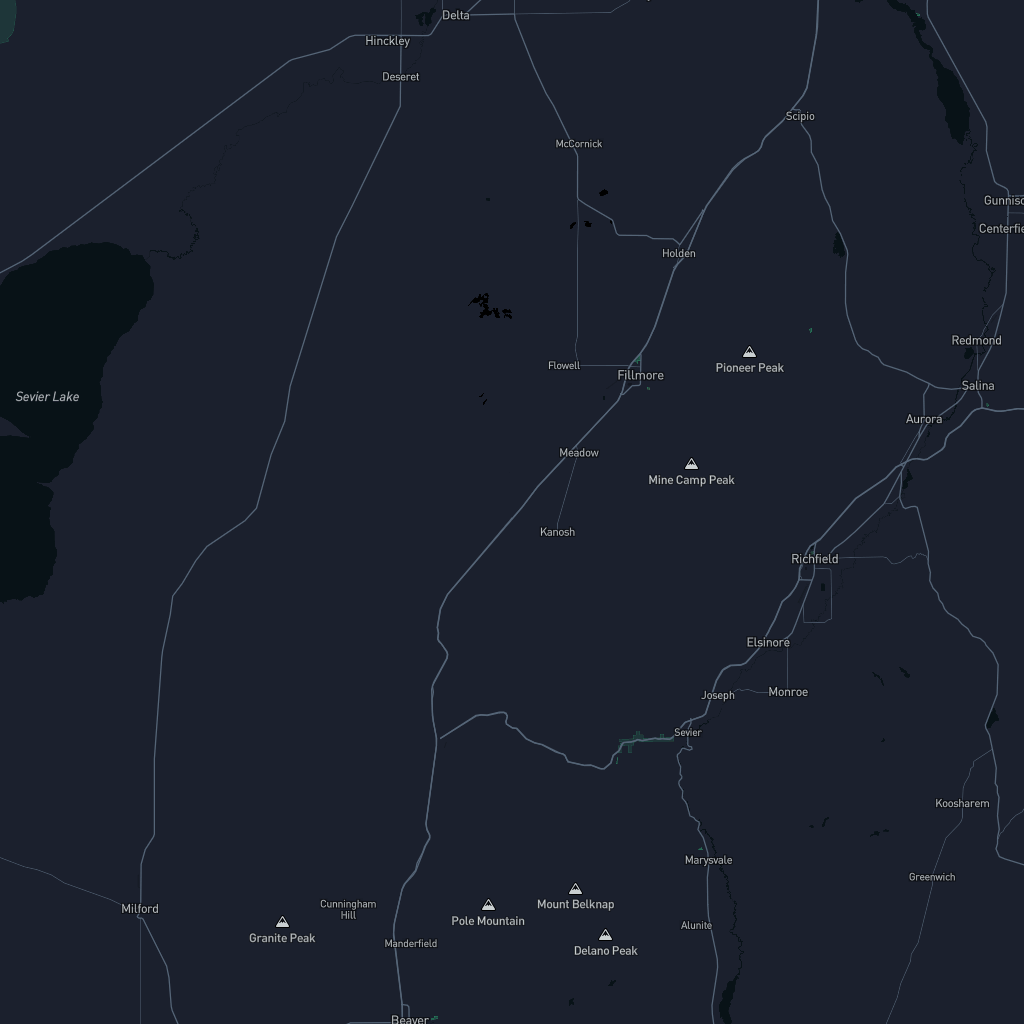 Delta
Hinckley
Deseret
Scipio
McCornick
Gunniso
Centerfie
Holden
Redmond
Flowell
Pioneer Peak
Fillmore
Salina
Sevier Lake
Aurora
Meadow
Mine Camp Peak
Kanosh
Richfield
Elsinore
Joseph
Monroe
Sevier
Koosharem
Marysvale
Greenwich
Cunningham
Hill
Mount Belknap
Milford
Pole Mountain
Alunite
Granite Peak
Manderfield
Delano Peak
Beaver